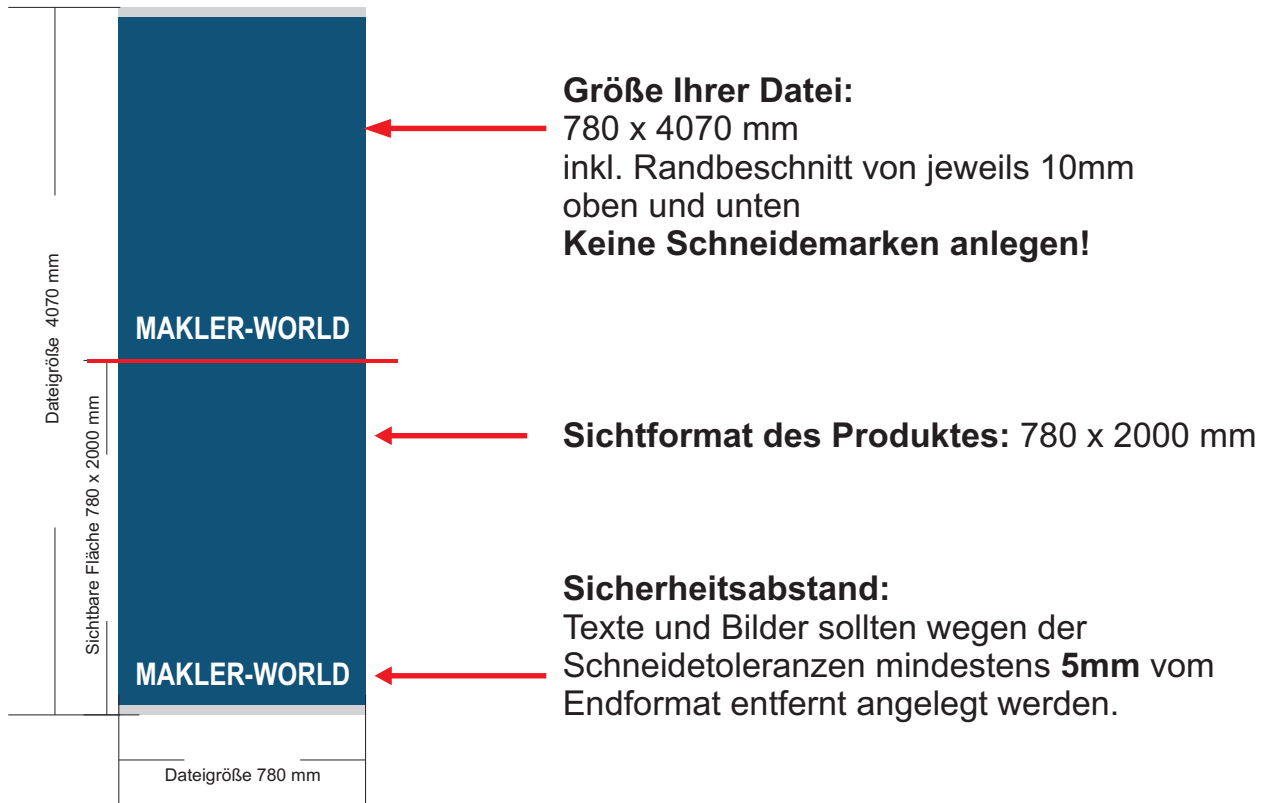 Größe Ihrer Datei:
780 x 4070 mm
inkl. Randbeschnitt von jeweils 10mm
oben und unten
Keine Schneidemarken anlegen!
Dateigröße  4070 mm
MAKLER-WORLD
Sichtbare Fläche 780 x 2000 mm
Sichtformat des Produktes: 780 x 2000 mm
Sicherheitsabstand:
Texte und Bilder sollten wegen der
Schneidetoleranzen mindestens 5mm vom
Endformat entfernt angelegt werden.
MAKLER-WORLD
Dateigröße 780 mm